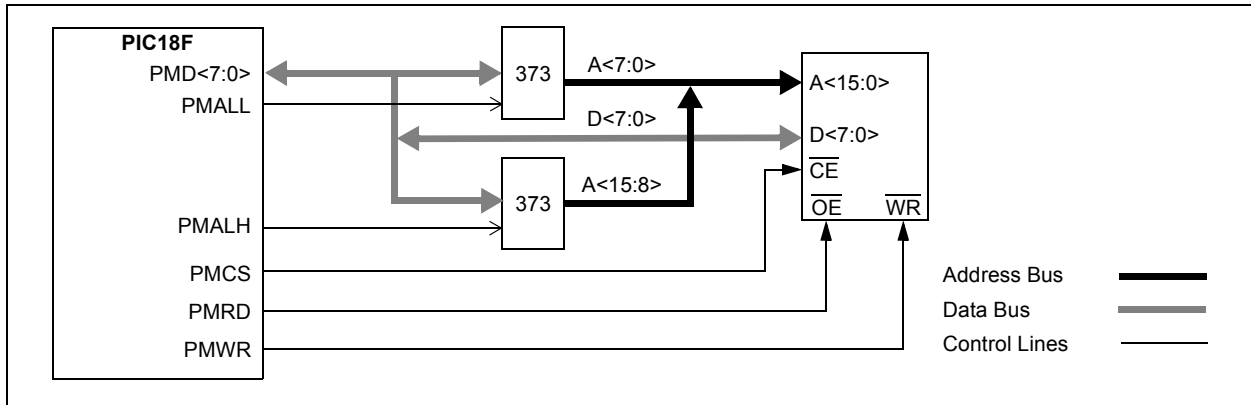 PIC18F
PMD<7:0>
PMALL
PMALH
PMCS
PMRD
PMWR
373
373
A<7:0>
D<7:0>
A<15:8>
A<15:0>
D<7:0>
CE
OE WR
Address Bus
Data Bus
Control Lines